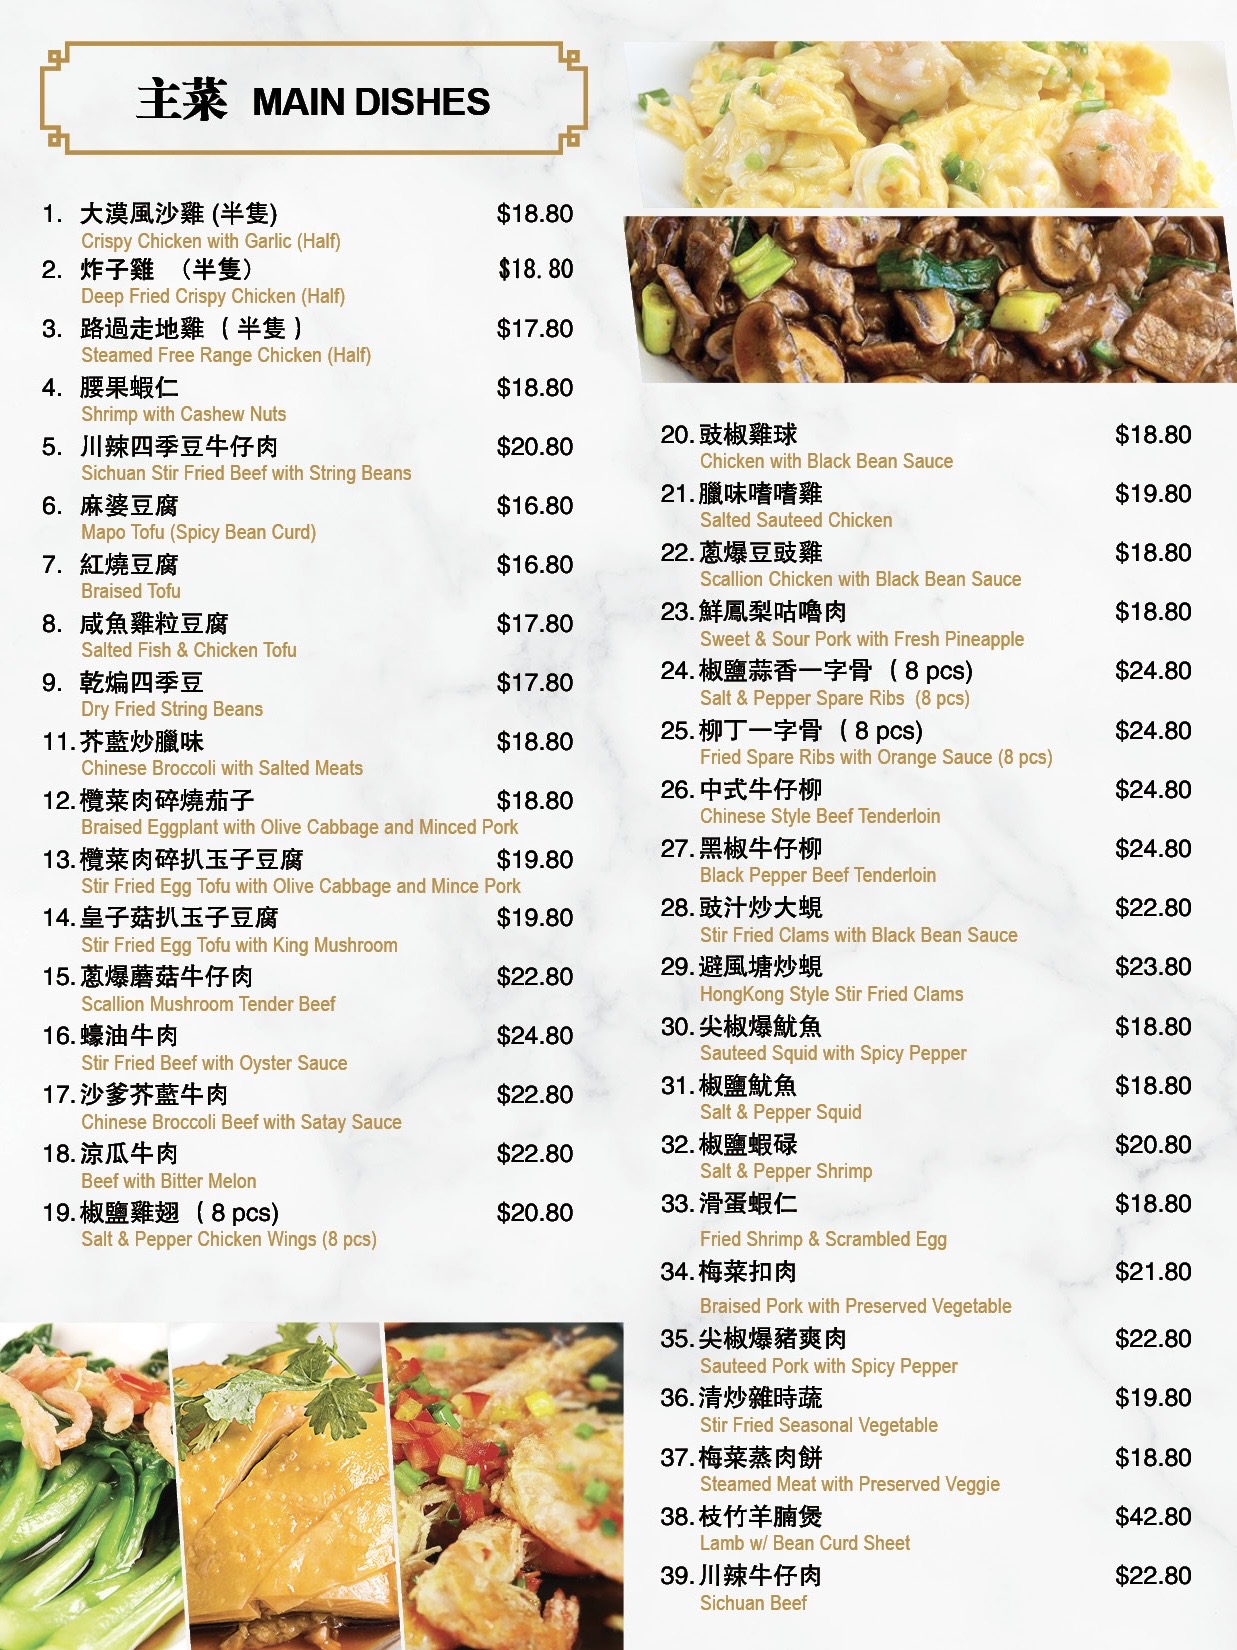 主菜 MAIN DISHES
1. 大漠風沙雞 (半隻) $18.80
Crispy Chicken with Garlic (Half)
2. 炸子雞 （半隻） $18.80
Deep Fried Crispy Chicken (Half)
3. 路過走地雞 ( 半隻 ) $17.80
Steamed Free Range Chicken (Half)
4. 腰果蝦仁 $18.80
Shrimp with Cashew Nuts
5. 川辣四季豆牛仔肉 $20.80
Sichuan Stir Fried Beef with String Beans
6. 麻婆豆腐 $16.80
Mapo Tofu (Spicy Bean Curd)
7. 紅燒豆腐 $16.80
Braised Tofu
8. 咸魚雞粒豆腐 $17.80
Salted Fish & Chicken Tofu
9. 乾煸四季豆 $17.80
Dry Fried String Beans
11. 芥藍炒臘味 $18.80
Chinese Broccoli with Salted Meats
12. 欖菜肉碎燒茄子 $18.80
Braised Eggplant with Olive Cabbage and Minced Pork
13. 欖菜肉碎扒玉子豆腐 $19.80
Stir Fried Egg Tofu with Olive Cabbage and Mince Pork
14. 皇子菇扒玉子豆腐 $19.80
Stir Fried Egg Tofu with King Mushroom
15. 蔥爆蘑菇牛仔肉 $22.80
Scallion Mushroom Tender Beef
16. 蠔油牛肉 $24.80
Stir Fried Beef with Oyster Sauce
17. 沙爹芥藍牛肉 $22.80
Chinese Broccoli Beef with Satay Sauce
18. 涼瓜牛肉 $22.80
Beef with Bitter Melon
19. 椒鹽雞翅 ( 8 pcs) $20.80
Salt & Pepper Chicken Wings (8 pcs)
20. 豉椒雞球 $18.80
Chicken with Black Bean Sauce
21. 臘味嗜嗜雞 $19.80
Salted Sauteed Chicken
22. 蔥爆豆豉雞 $18.80
Scallion Chicken with Black Bean Sauce
23. 鮮鳳梨咕嚕肉 $18.80
Sweet & Sour Pork with Fresh Pineapple
24. 椒鹽蒜香一字骨 ( 8 pcs) $24.80
Salt & Pepper Spare Ribs (8 pcs)
25. 柳丁一字骨 ( 8 pcs) $24.80
Fried Spare Ribs with Orange Sauce (8 pcs)
26. 中式牛仔柳 $24.80
Chinese Style Beef Tenderloin
27. 黑椒牛仔柳 $24.80
Black Pepper Beef Tenderloin
28. 豉汁炒大蜆 $22.80
Stir Fried Clams with Black Bean Sauce
29. 避風塘炒蜆 $23.80
HongKong Style Stir Fried Clams
30. 尖椒爆魷魚 $18.80
Sauteed Squid with Spicy Pepper
31. 椒鹽魷魚 $18.80
Salt & Pepper Squid
32. 椒鹽蝦碌 $20.80
Salt & Pepper Shrimp
33. 滑蛋蝦仁 $18.80
Fried Shrimp & Scrambled Egg
34. 梅菜扣肉 $21.80
Braised Pork with Preserved Vegetable
35. 尖椒爆豬爽肉 $22.80
Sauteed Pork with Spicy Pepper
36. 清炒雜時蔬 $19.80
Stir Fried Seasonal Vegetable
37. 梅菜蒸肉餅 $18.80
Steamed Meat with Preserved Veggie
38. 枝竹羊腩煲 $42.80
Lamb w/ Bean Curd Sheet
39. 川辣牛仔肉 $22.80
Sichuan Beef